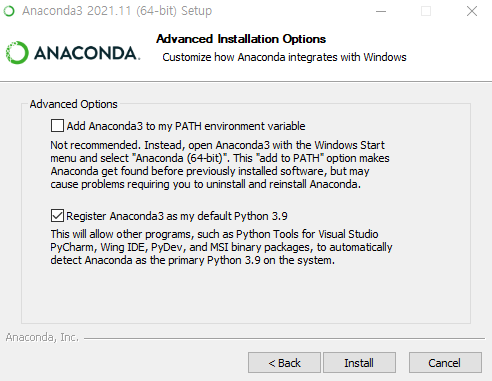 Anaconda3 2021.11 (64-bit) Setup
ANACONDA.
Advanced Installation Options
Customize how Anaconda integrates with Windows
Advanced Options
Add Anaconda3 to my PATH environment variable
Not recommended. Instead, open Anaconda3 with the Windows Start
menu and select "Anaconda (64-bit)". This "add to PATH" option makes
Anaconda get found before previously installed software, but may
cause problems requiring you to uninstall and reinstall Anaconda.
Register Anaconda3 as my default Python 3.9
This will allow other programs, such as Python Tools for Visual Studio
PyCharm, Wing IDE, PyDev, and MSI binary packages, to automatically
detect Anaconda as the primary Python 3.9 on the system.
Anaconda, Inc.
< Back Install Cancel